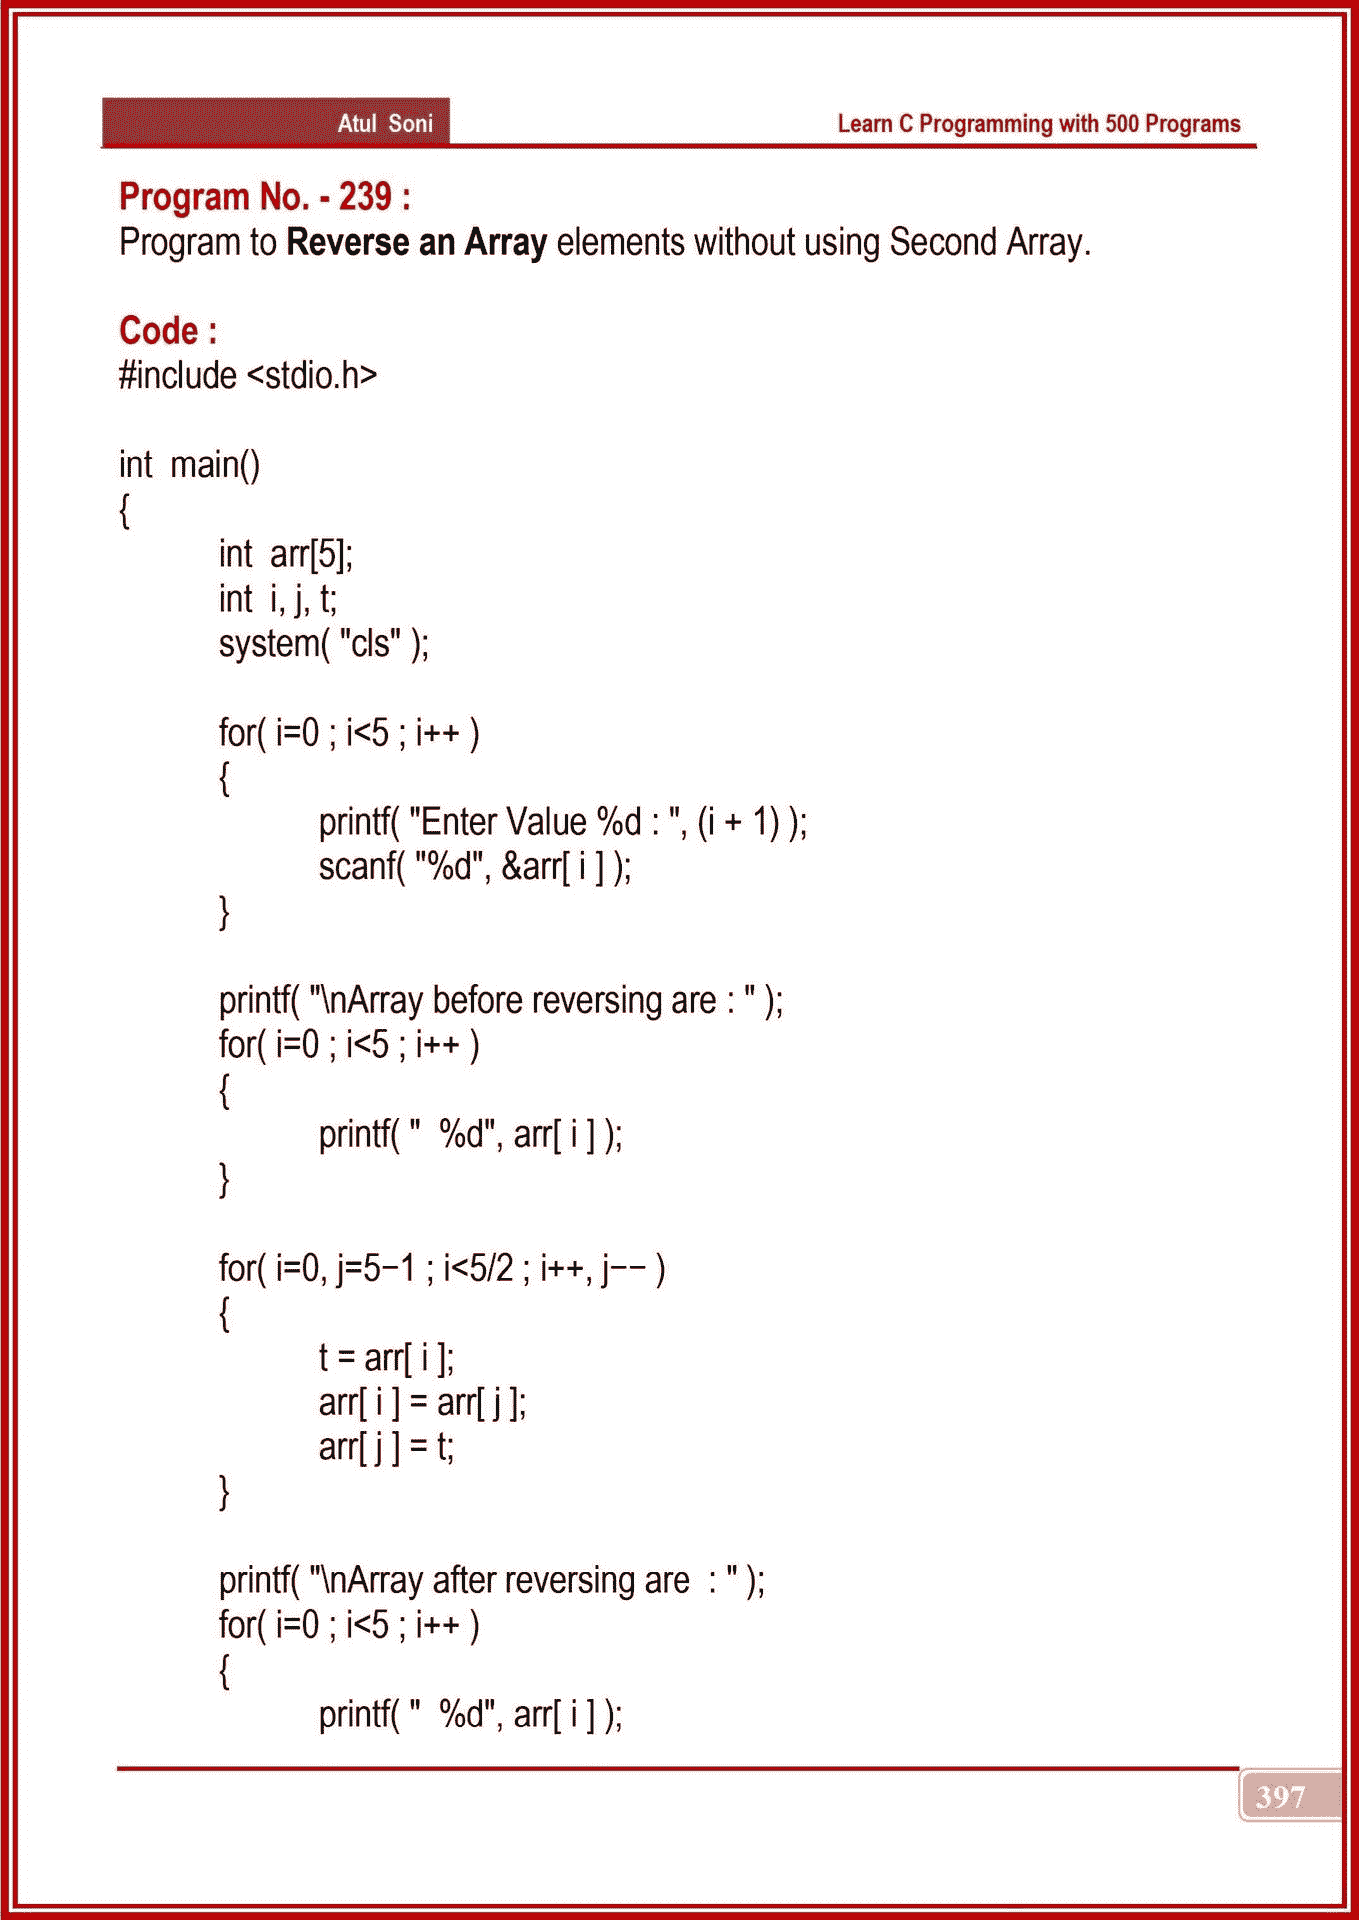 Atul  Soni
Learn C Programming with 500 Programs
Program No. - 239 :
Program to Reverse an Array elements without using Second Array.
Code :
#include <stdio.h>
int  main()
{
int  arr[5];
int  i, j, t;
system( "cls" );
for( i=0 ; i<5 ; i++ )
{
printf( "Enter Value %d : ", (i + 1) );
scanf( "%d", &arr[ i ] );
}
printf( "\nArray before reversing are : " );
for( i=0 ; i<5 ; i++ )
{
printf( "  %d", arr[ i ] );
}
for( i=0, j=5−1 ; i<5/2 ; i++, j−− )
{
t = arr[ i ];
arr[ i ] = arr[ j ];
arr[ j ] = t;
}
printf( "\nArray after reversing are  : " );
for( i=0 ; i<5 ; i++ )
{
printf( "  %d", arr[ i ] );
397